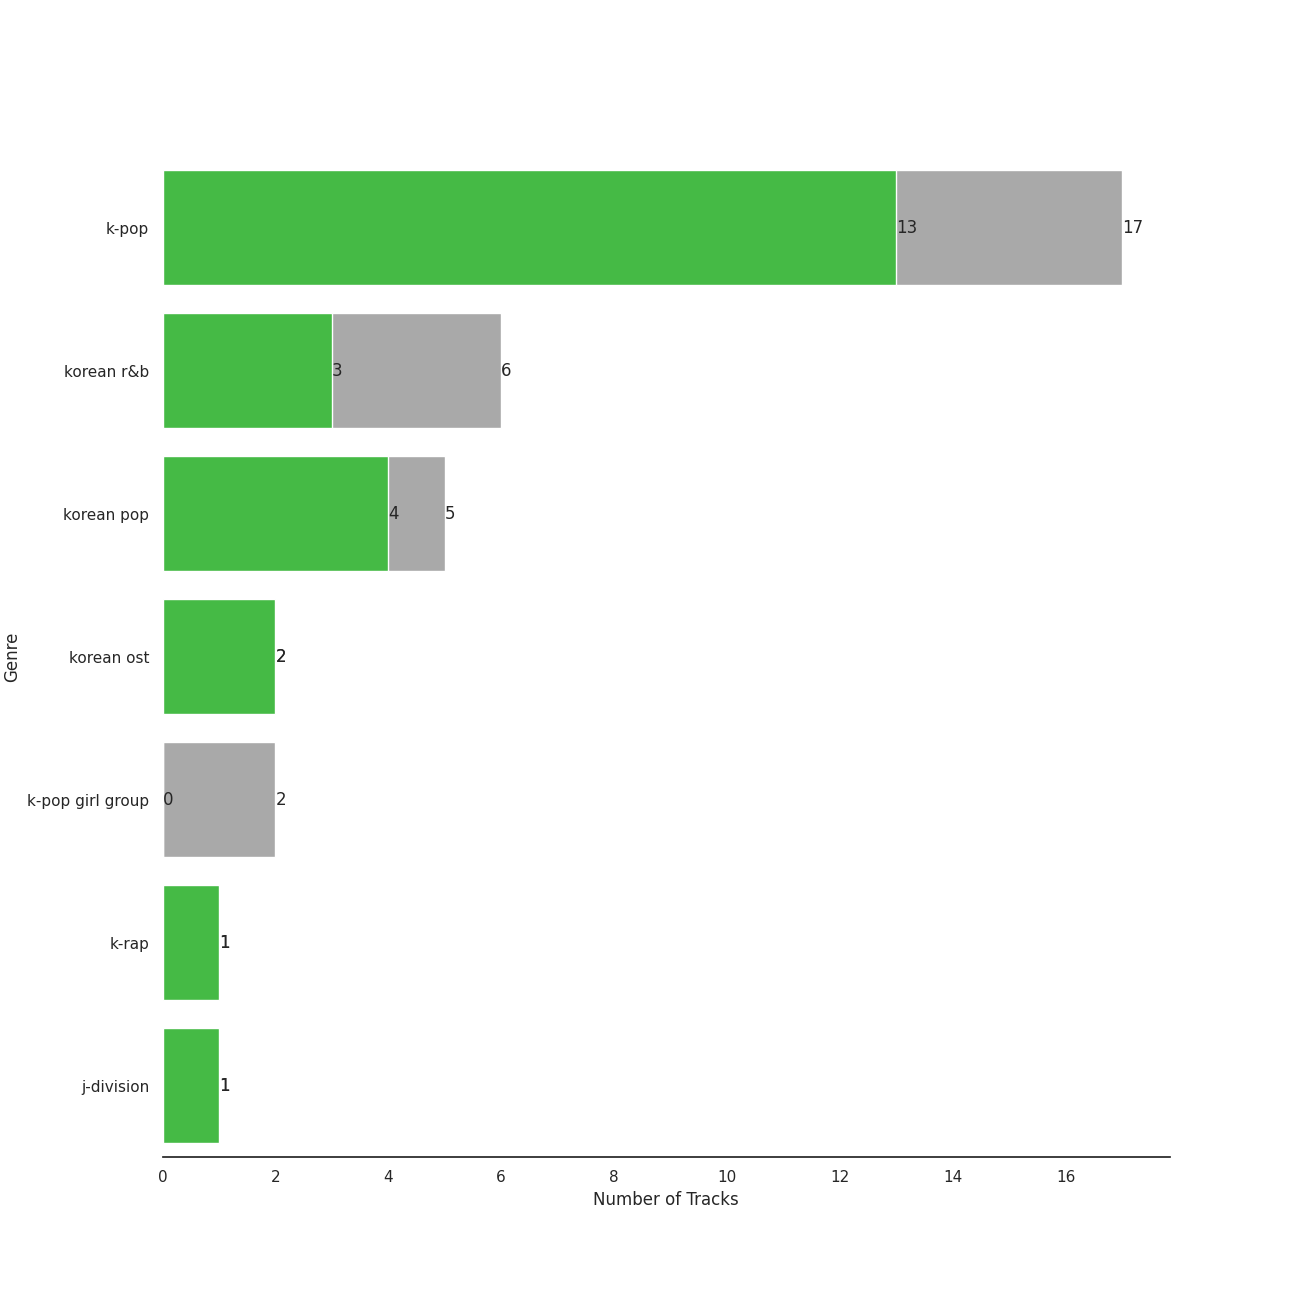 k-pop
13
17
korean r&b
3
6
korean pop
4
5
korean ost
2
k-pop girl group
0
2
k-rap
1
j-division
1
Genre
0 2 4 6 8 10 12 14 16
Number of Tracks